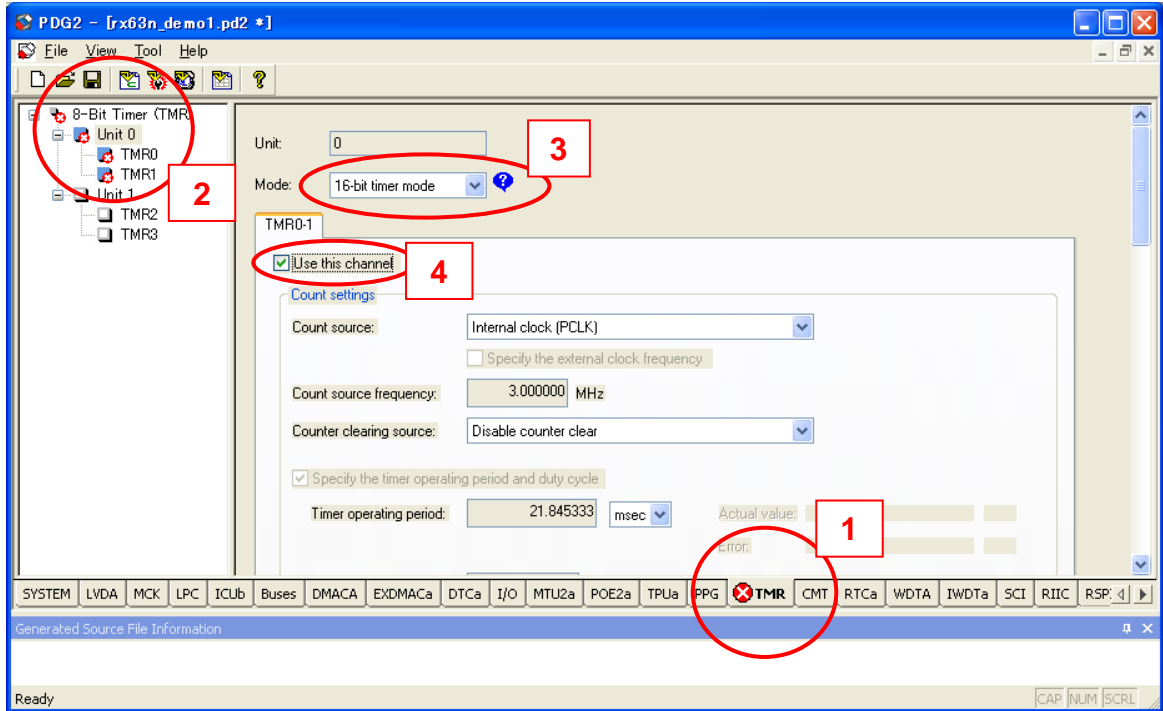 PDG2 - [rx63n_demo1.pd2 *]
File View Tool Help
8-Bit Timer (TMR
Unit 0
TMR0
TMR1
Unit 1
TMR2
TMR3
2
Unit: 0
3
Mode: 16-bit timer mode
TMR0-1
Use this channel
4
Count settings
Count source: Internal clock (PCLK)
Specify the external clock frequency
Count source frequency: 3.000000 MHz
Counter clearing source: Disable counter clear
Specify the timer operating period and duty cycle
Timer operating period: 21.845333 msec Actual value:
1
Error:
SYSTEM LVDA MCK LPC ICUb Buses DMACA EXDMACa DTCa I/O MTU2a POE2a TPUa PPG TMR CMT RTCa WDTA IWDTa SCI RIIC RSP
Generated Source File Information
Ready CAP NUM SCRL